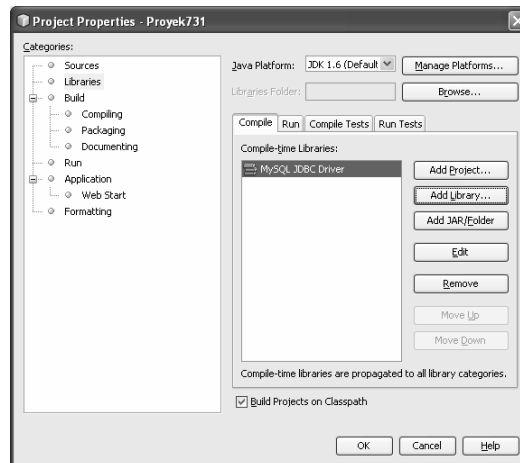 Project Properties - Proyek731
Categories:
Sources
Libraries
Build
Compiling
Packaging
Documenting
Run
Application
Web Start
Formatting
Java Platform: JDK 1.6 (Default Manage Platforms...
Libraries Folder: Browse...
Compile Run Compile Tests Run Tests
Compile-time Libraries:
MySQL JDBC Driver
Add Project...
Add Library...
Add JAR/Folder
Edit
Remove
Move Up
Move Down
Compile-time libraries are propagated to all library categories.
Build Projects on Classpath
OK Cancel Help